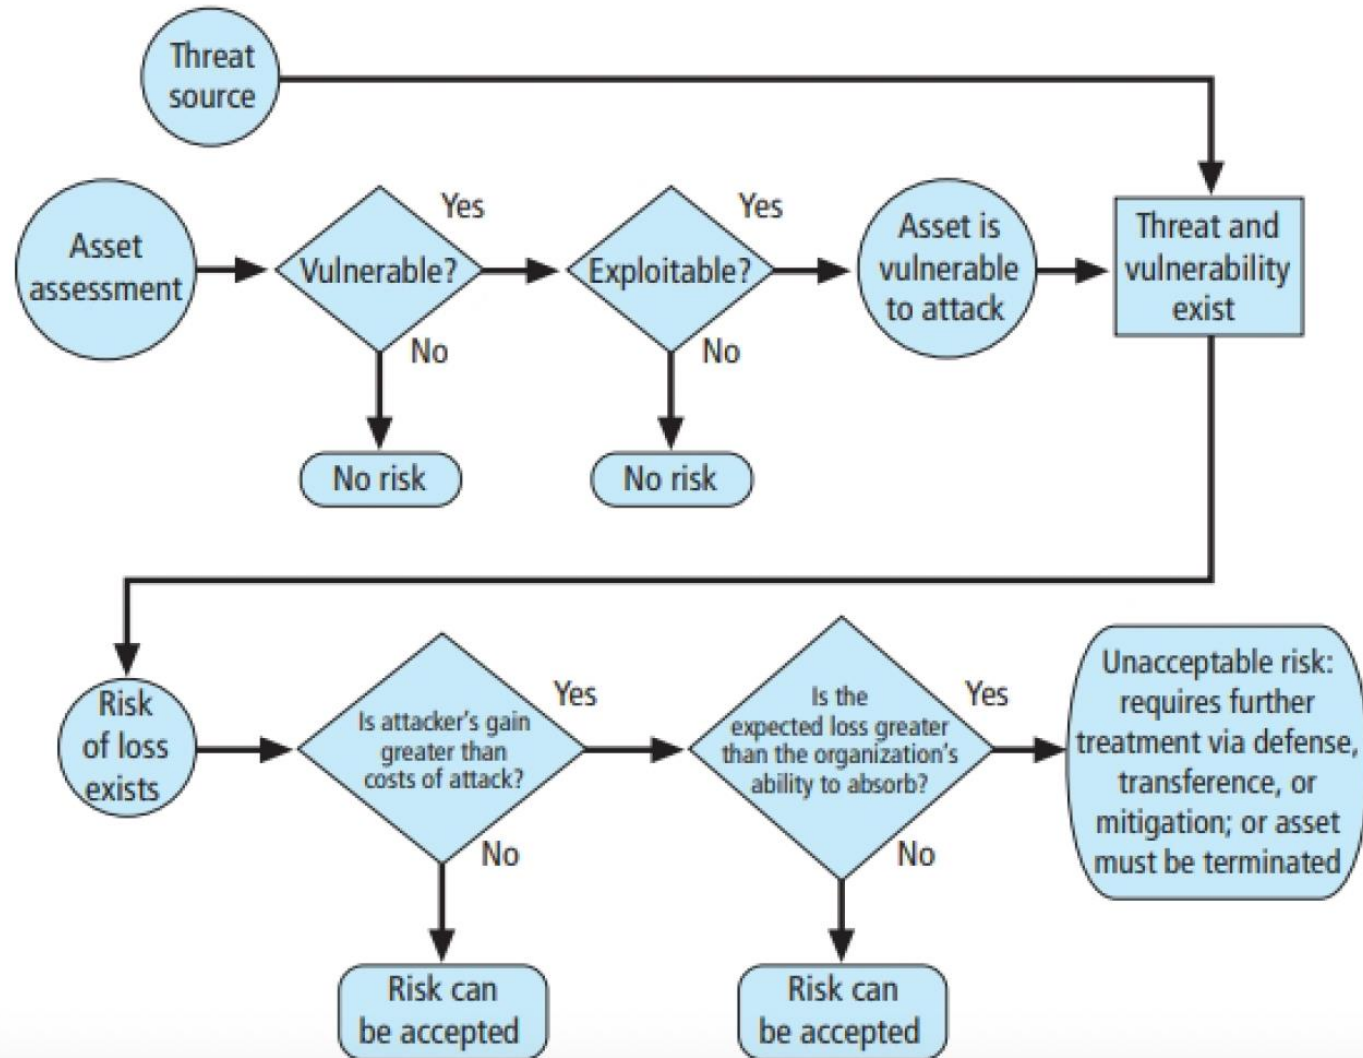 Threat
source
Asset
assessment
Vulnerable?
Yes
No
No risk
Exploitable?
Yes
No
No risk
Asset is
vulnerable
to attack
Threat and
vulnerability
exist
Risk
of loss
exists
Is attacker's gain
greater than
costs of attack?
Yes
No
Risk can
be accepted
Is the
expected loss greater
than the organization's
ability to absorb?
Yes
No
Risk can
be accepted
Unacceptable risk:
requires further
treatment via defense,
transference, or
mitigation; or asset
must be terminated